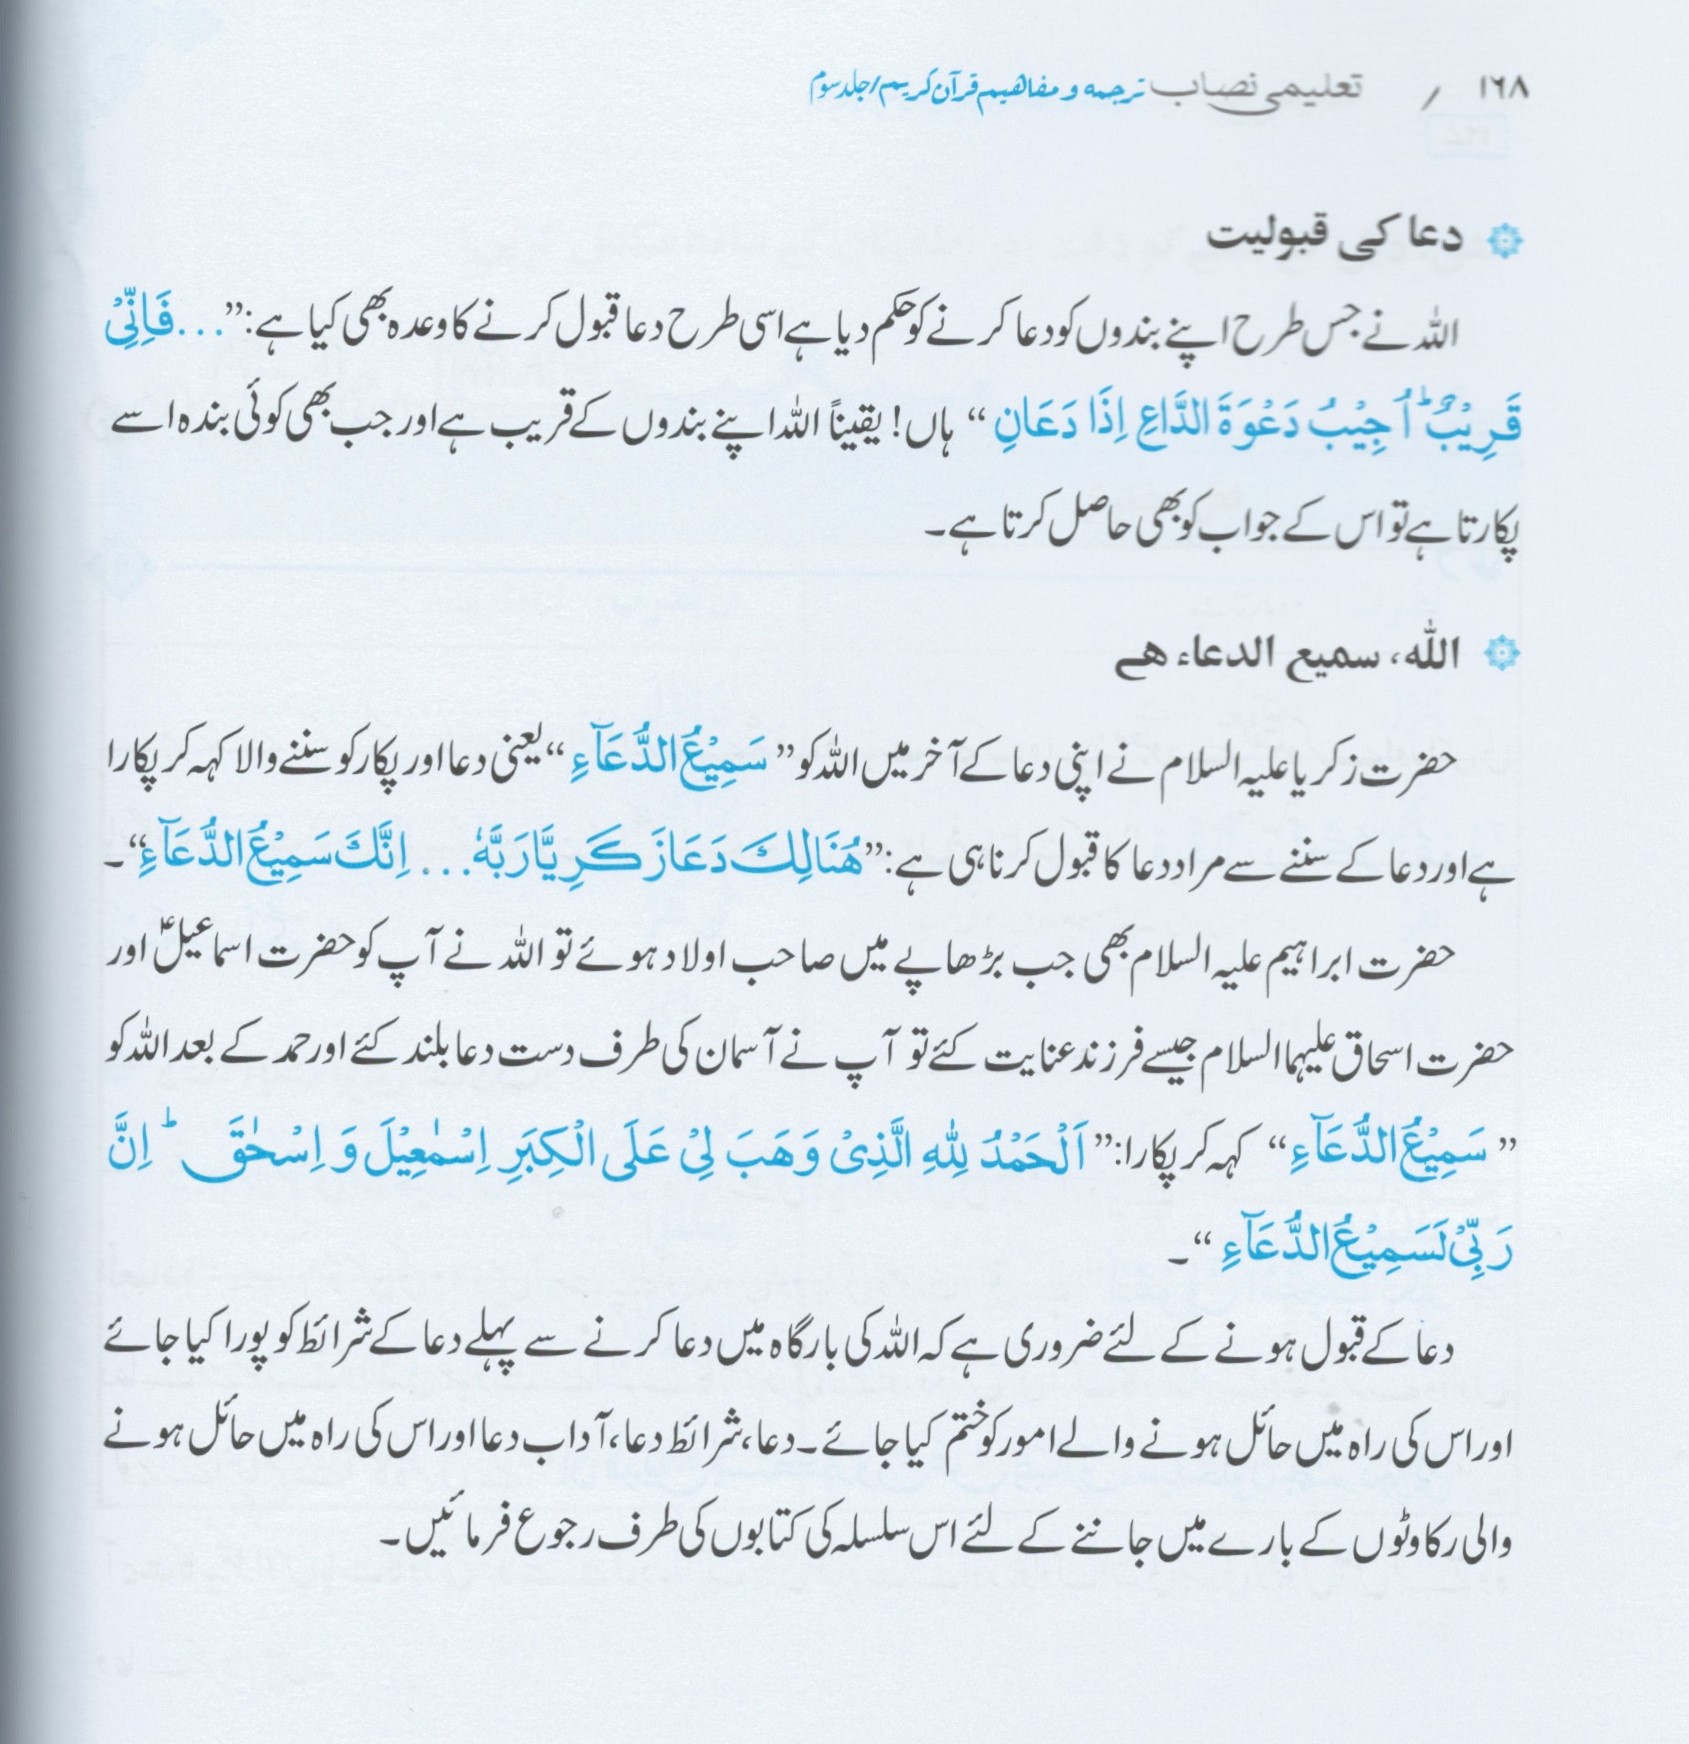 ۱۶۸ / تعلیمی نصاب ترجمه و مفاهیم قرآن کریم/جلد سوم
دعا کی قبولیت
اللہ نے جس طرح اپنے بندوں کو دعا کرنے کو حکم دیا ہے اسی طرح دعا قبول کرنے کا وعدہ بھی کیا ہے:”...فَاِنِّیْ
قَرِیْبٌ ؕ اُجِیْبُ دَعْوَةَ الدَّاعِ اِذَا دَعَانِ “ ہاں! یقیناً اللہ اپنے بندوں کے قریب ہے اور جب بھی کوئی بندہ اسے
پکارتا ہے تو اس کے جواب کو بھی حاصل کرتا ہے۔
اللہ، سمیع الدعاء ھے
حضرت زکریا علیہ السلام نے اپنی دعا کے آخر میں اللہ کو ” سَمِیْعُ الدُّعَآءِ “ یعنی دعا اور پکار کو سننے والا کہہ کر پکارا
ہے اور دعا کے سننے سے مراد دعا کا قبول کرنا ہی ہے:”هُنَالِكَ دَعَا زَكَرِیَّا رَبَّهٗ... اِنَّكَ سَمِیْعُ الدُّعَآءِ“۔
حضرت ابراہیم علیہ السلام بھی جب بڑھاپے میں صاحب اولاد ہوئے تو اللہ نے آپ کو حضرت اسماعیلؑ اور
حضرت اسحاق علیہما السلام جیسے فرزند عنایت کئے تو آپ نے آسمان کی طرف دست دعا بلند کئے اور حمد کے بعد اللہ کو
” سَمِیْعُ الدُّعَآءِ “ کہہ کر پکارا:” اَلْحَمْدُ لِلّٰهِ الَّذِیْ وَهَبَ لِیْ عَلَی الْكِبَرِ اِسْمٰعِیْلَ وَ اِسْحٰقَ ؕ اِنَّ
رَبِّیْ لَسَمِیْعُ الدُّعَآءِ “۔
دعا کے قبول ہونے کے لئے ضروری ہے کہ اللہ کی بارگاہ میں دعا کرنے سے پہلے دعا کے شرائط کو پورا کیا جائے
اور اس کی راہ میں حائل ہونے والے امور کو ختم کیا جائے۔ دعا، شرائط دعا، آداب دعا اور اس کی راہ میں حائل ہونے
والی رکاوٹوں کے بارے میں جاننے کے لئے اس سلسلہ کی کتابوں کی طرف رجوع فرمائیں۔